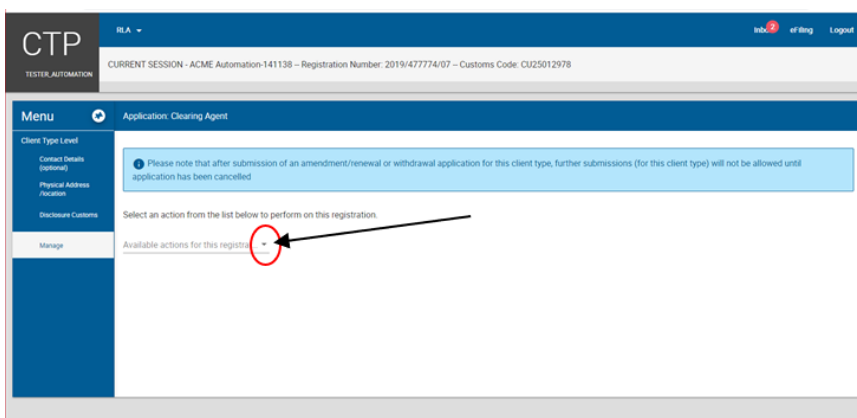 CTP
TESTER_AUTOMATION
RLA
2
eFiling
Logout
CURRENT SESSION - ACME Automation-141138 – Registration Number: 2019/477774/07 – Customs Code: CU25012978
Menu
Application: Clearing Agent
Client Type Level
Contact Details
(optional)
Physical Address
/location
Disclosure Customs
Manage
Please note that after submission of an amendment/renewal or withdrawal application for this client type, further submissions (for this client type) will not be allowed until
application has been cancelled
Select an action from the list below to perform on this registration.
Available actions for this registra...